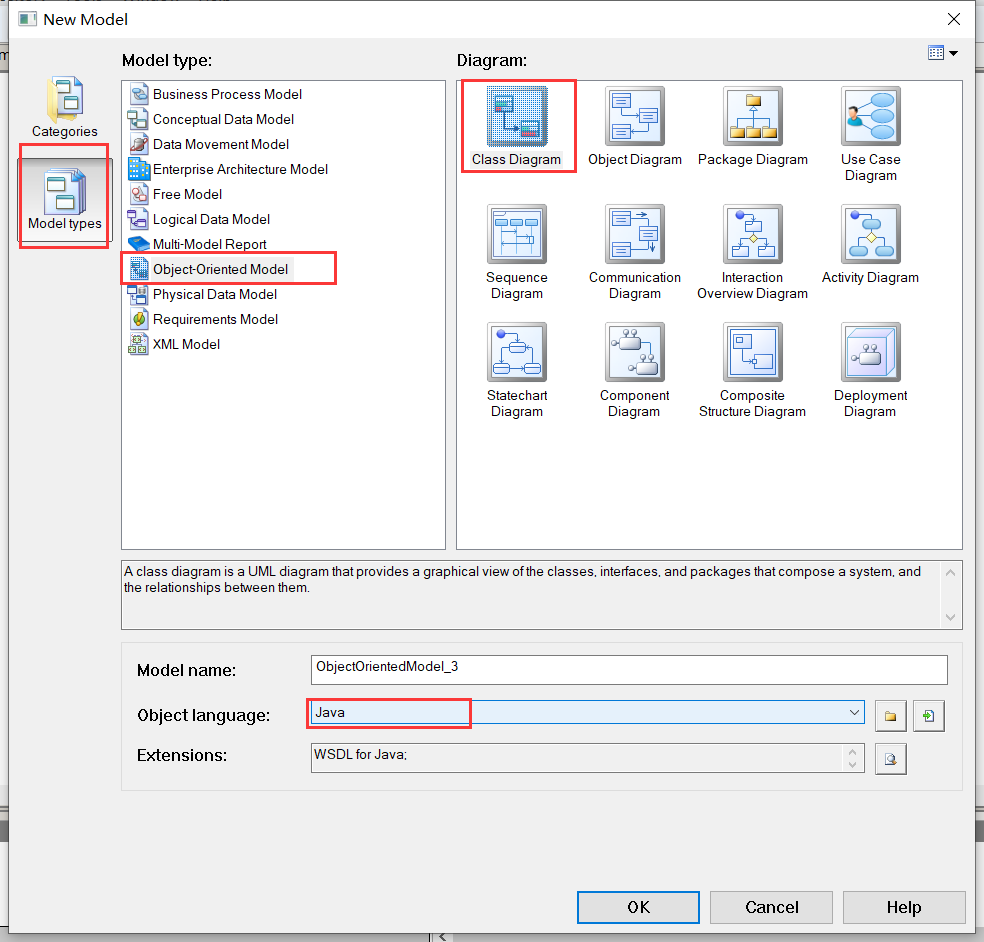 New Model
Categories
Model types
Model type:
Business Process Model
Conceptual Data Model
Data Movement Model
Enterprise Architecture Model
Free Model
Logical Data Model
Multi-Model Report
Object-Oriented Model
Physical Data Model
Requirements Model
XML Model
Diagram:
Class Diagram
Object Diagram
Package Diagram
Use Case
Diagram
Sequence
Diagram
Communication
Diagram
Interaction
Overview Diagram
Activity Diagram
Statechart
Diagram
Component
Diagram
Composite
Structure Diagram
Deployment
Diagram
A class diagram is a UML diagram that provides a graphical view of the classes, interfaces, and packages that compose a system, and
the relationships between them.
Model name:
ObjectOrientedModel_3
Object language:
Java
Extensions:
WSDL for Java;
OK
Cancel
Help